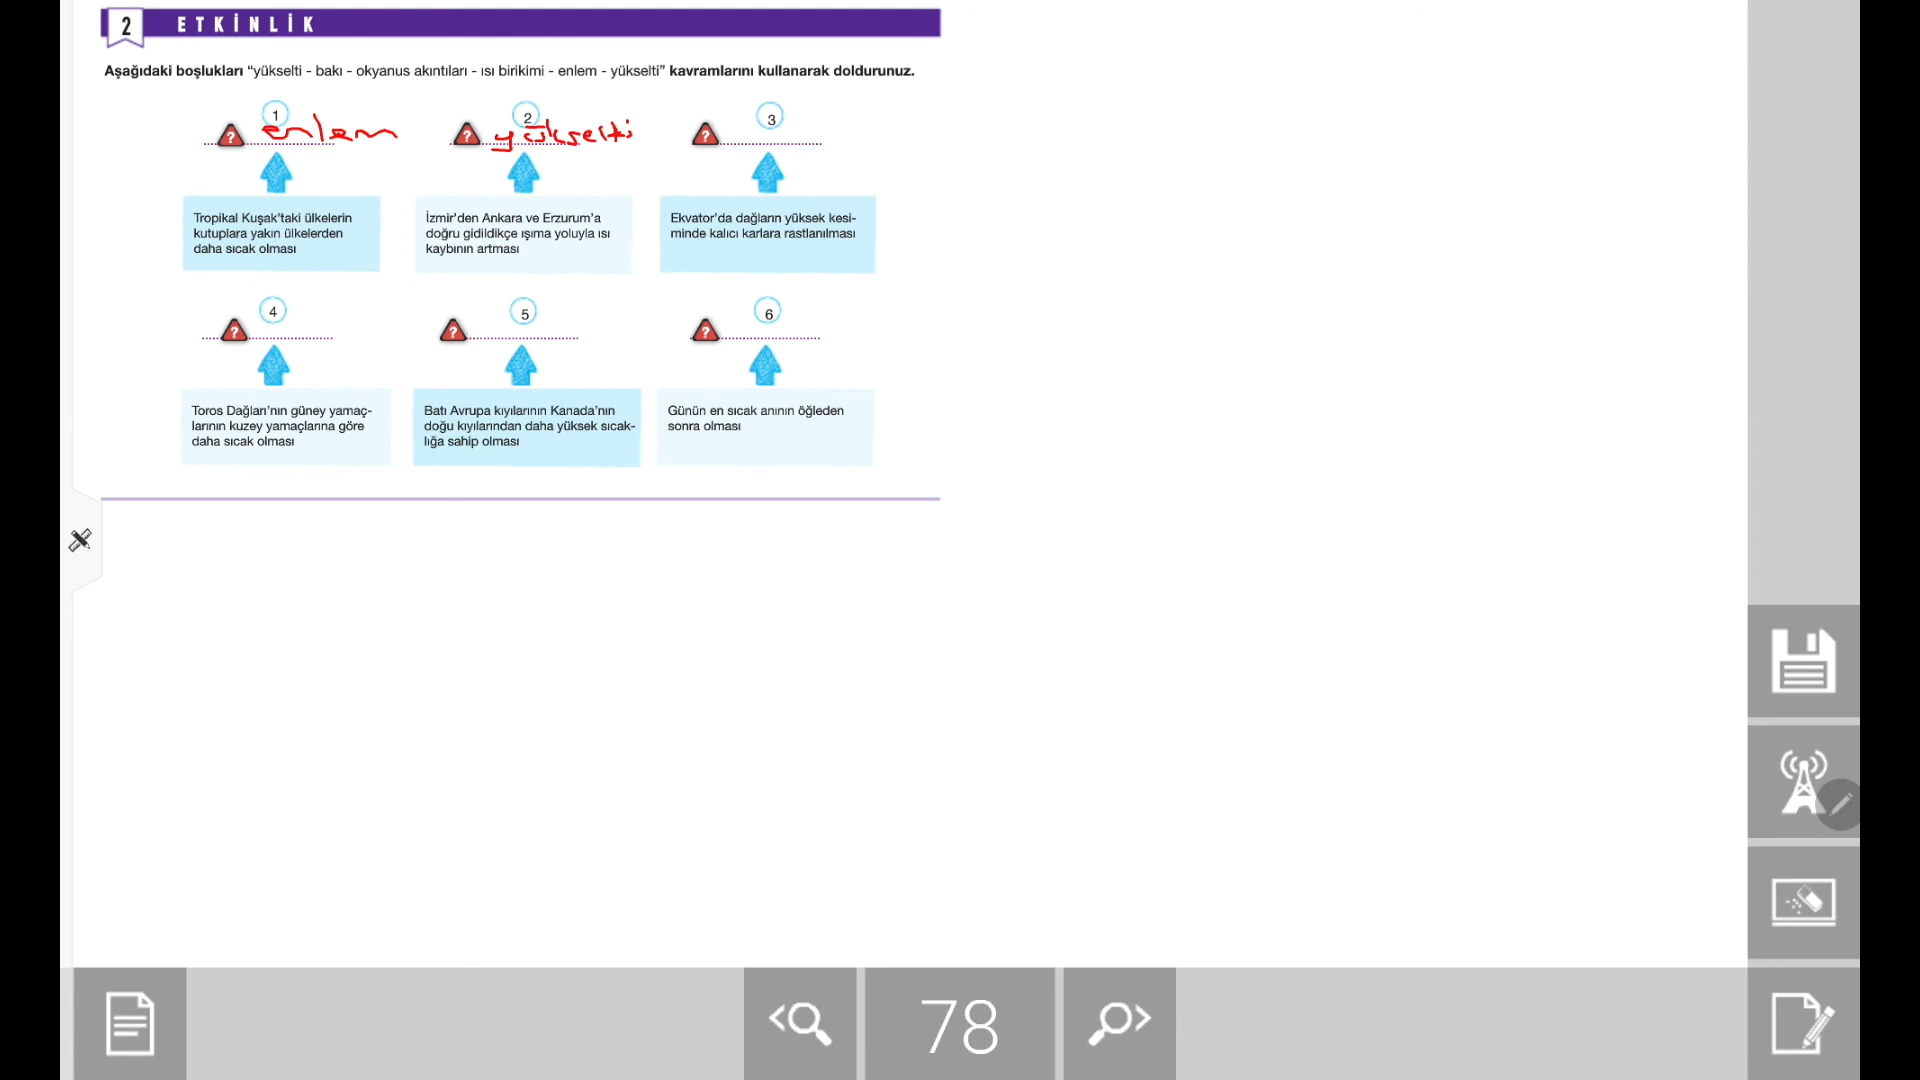 2 ETKİNLİK
Aşağıdaki boşlukları “yükselti - bakı - okyanus akıntıları - ısı birikimi - enlem - yükselti” kavramlarını kullanarak doldurunuz.
1
? enlem
Tropikal Kuşak’taki ülkelerin
kutuplara yakın ülkelerden
daha sıcak olması
2
? yükselti
İzmir’den Ankara ve Erzurum’a
doğru gidildikçe ışıma yoluyla ısı
kaybının artması
3
?
Ekvator’da dağların yüksek kesi-
minde kalıcı karlara rastlanılması
4
?
Toros Dağları’nın güney yamaç-
larının kuzey yamaçlarına göre
daha sıcak olması
5
?
Batı Avrupa kıyılarının Kanada’nın
doğu kıyılarından daha yüksek sıcak-
lığa sahip olması
6
?
Günün en sıcak anının öğleden
sonra olması
78